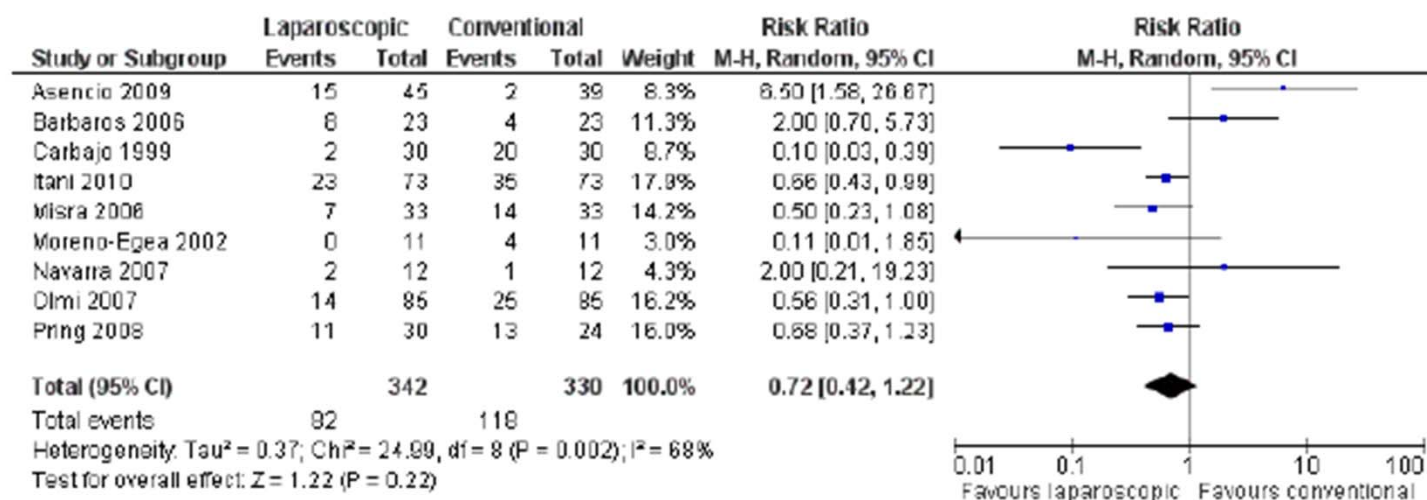 Laparoscopic Conventional Risk Ratio Risk Ratio
Study or Subgroup Events Total Events Total Weight M-H, Random, 95% CI M-H, Random, 95% CI
Asencio 2009 15 45 2 39 8.3% 6.50 [1.58, 26.67]
Barbaros 2006 8 23 4 23 11.3% 2.00 [0.70, 5.73]
Carbajo 1999 2 30 20 30 8.7% 0.10 [0.03, 0.39]
Itani 2010 23 73 35 73 17.9% 0.66 [0.43, 0.99]
Misra 2006 7 33 14 33 14.2% 0.50 [0.23, 1.08]
Moreno-Egea 2002 0 11 4 11 3.0% 0.11 [0.01, 1.85]
Navarra 2007 2 12 1 12 4.3% 2.00 [0.21, 19.23]
Olmi 2007 14 85 25 85 16.2% 0.56 [0.31, 1.00]
Pring 2008 11 30 13 24 16.0% 0.68 [0.37, 1.23]
Total (95% CI) 342 330 100.0% 0.72 [0.42, 1.22]
Total events 82 118
Heterogeneity: Tau² = 0.37; Chi² = 24.99, df = 8 (P = 0.002); I² = 68%
Test for overall effect: Z = 1.22 (P = 0.22)
0.01 0.1 1 10 100
Favours laparoscopic Favours conventional